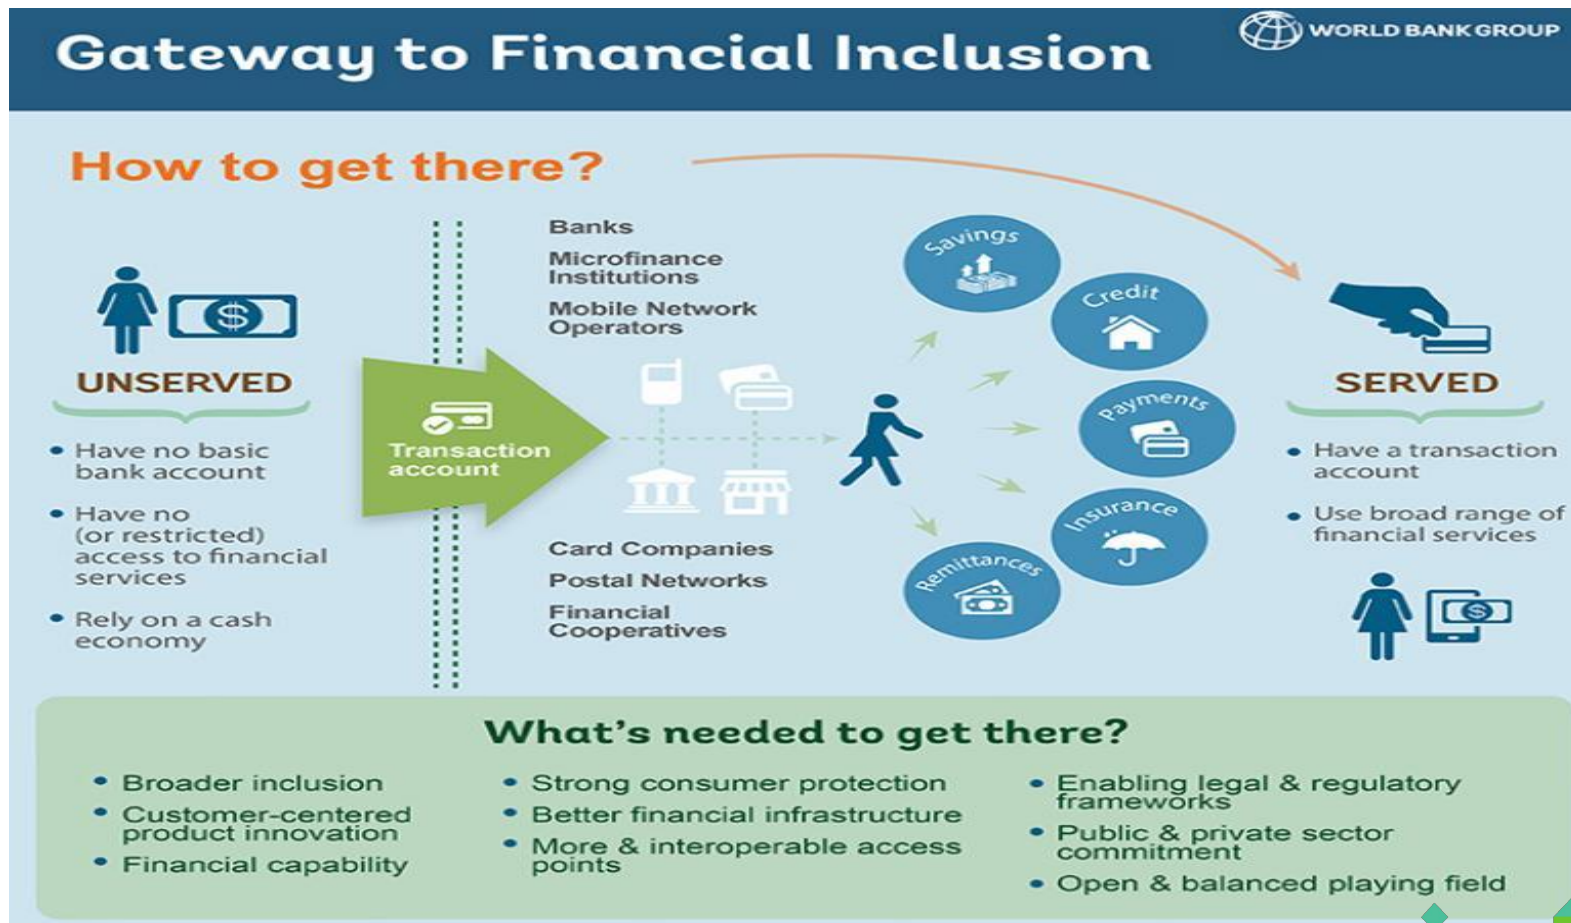 Gateway to Financial Inclusion
WORLD BANK GROUP
How to get there?
UNSERVED
• Have no basic
bank account
• Have no
(or restricted)
access to financial
services
• Rely on a cash
economy
Transaction
account
Banks
Microfinance
Institutions
Mobile Network
Operators
Card Companies
Postal Networks
Financial
Cooperatives
Savings
Credit
Payments
Insurance
Remittances
SERVED
• Have a transaction
account
• Use broad range of
financial services
What's needed to get there?
• Broader inclusion
• Customer-centered
product innovation
• Financial capability
• Strong consumer protection
• Better financial infrastructure
• More & interoperable access
points
• Enabling legal & regulatory
frameworks
• Public & private sector
commitment
• Open & balanced playing field